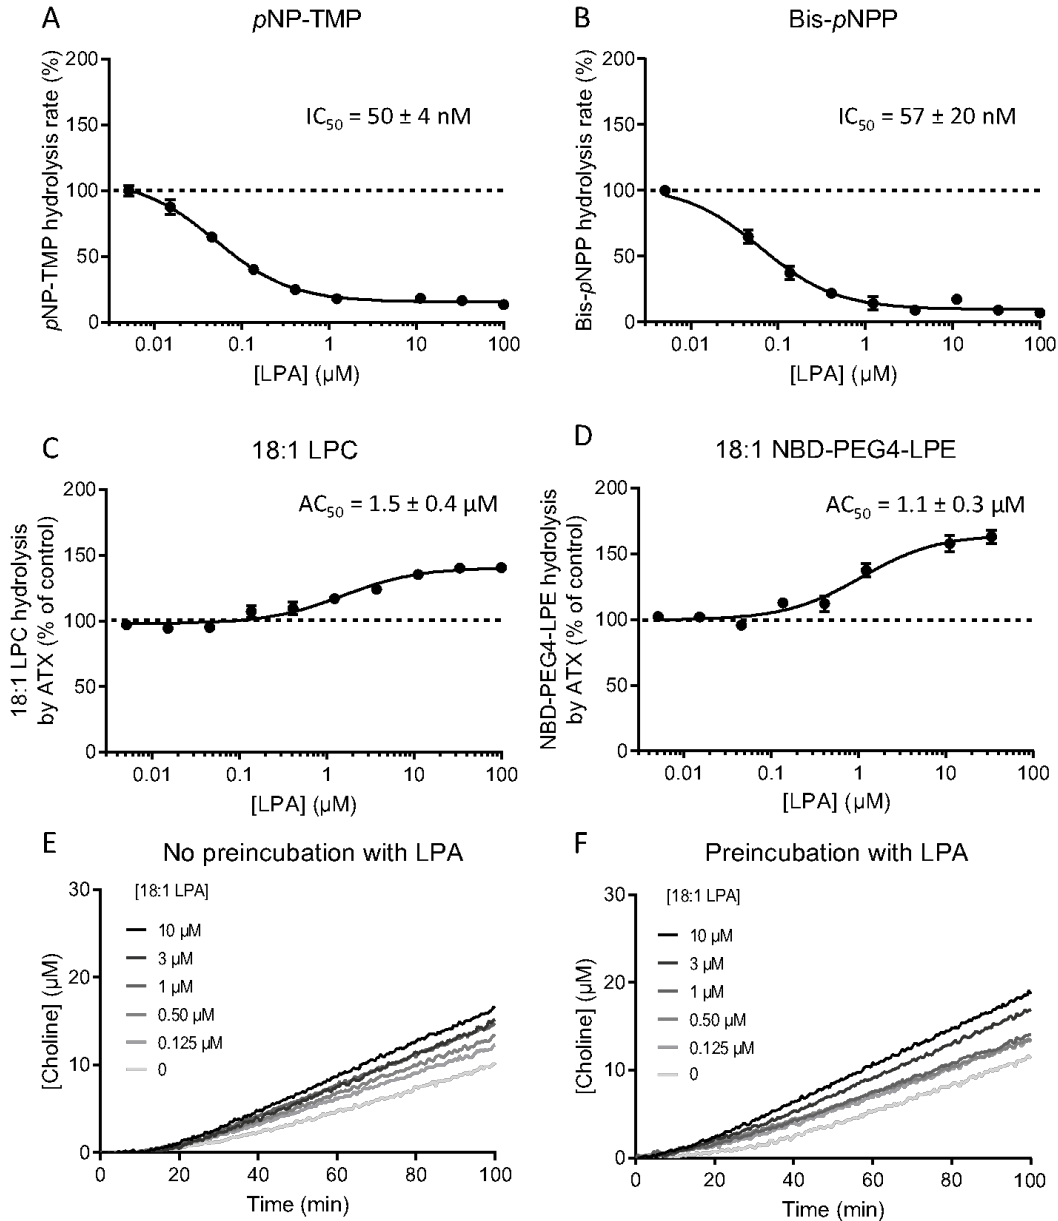 A
pNP-TMP
pNP-TMP hydrolysis rate (%)
200
150
100
50
0
IC50 = 50 ± 4 nM
0.01 0.1 1 10 100
[LPA] (µM)
B
Bis-pNPP
Bis-pNPP hydrolysis rate (%)
200
150
100
50
0
IC50 = 57 ± 20 nM
0.01 0.1 1 10 100
[LPA] (µM)
C
18:1 LPC
18:1 LPC hydrolysis
by ATX (% of control)
200
150
100
50
0
AC50 = 1.5 ± 0.4 µM
0.01 0.1 1 10 100
[LPA] (µM)
D
18:1 NBD-PEG4-LPE
NBD-PEG4-LPE hydrolysis
by ATX (% of control)
200
150
100
50
0
AC50 = 1.1 ± 0.3 µM
0.01 0.1 1 10 100
[LPA] (µM)
E
No preincubation with LPA
[Choline] (µM)
30
20
10
0
[18:1 LPA]
10 µM
3 µM
1 µM
0.50 µM
0.125 µM
0
0 20 40 60 80 100
Time (min)
F
Preincubation with LPA
[Choline] (µM)
30
20
10
0
[18:1 LPA]
10 µM
3 µM
1 µM
0.50 µM
0.125 µM
0
0 20 40 60 80 100
Time (min)